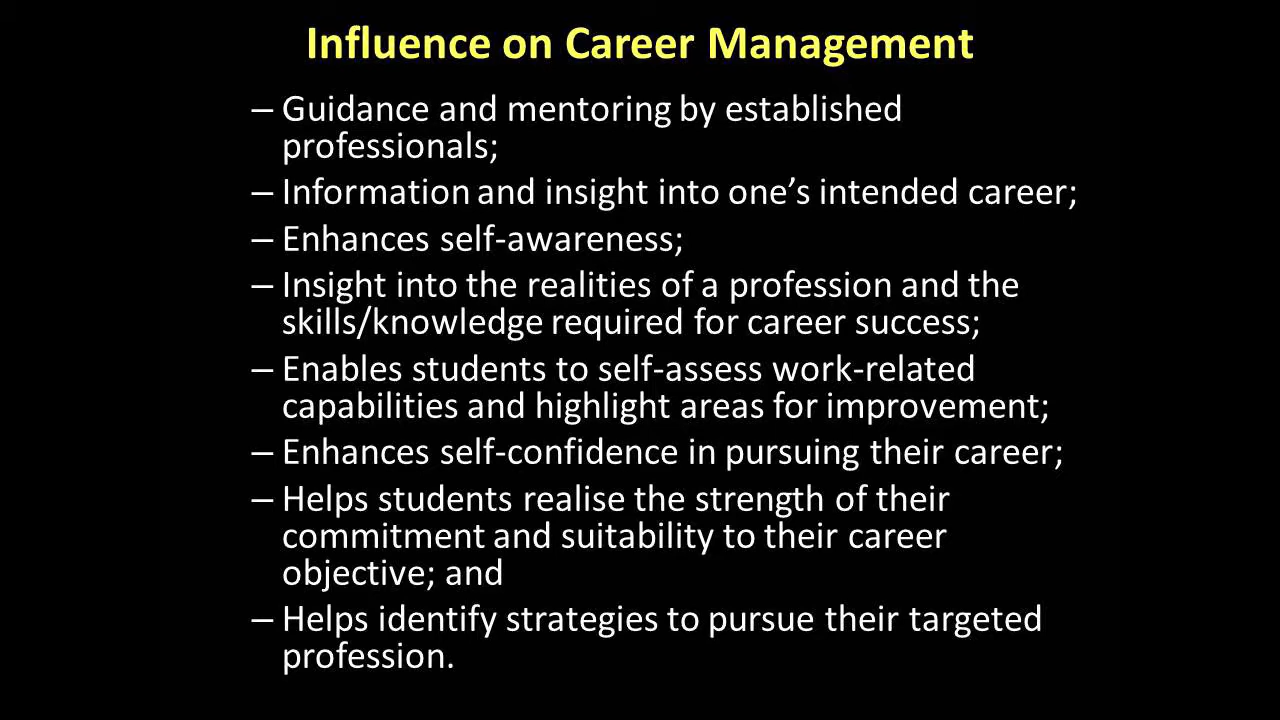 Influence on Career Management
– Guidance and mentoring by established
professionals;
– Information and insight into one’s intended career;
– Enhances self-awareness;
– Insight into the realities of a profession and the
skills/knowledge required for career success;
– Enables students to self-assess work-related
capabilities and highlight areas for improvement;
– Enhances self-confidence in pursuing their career;
– Helps students realise the strength of their
commitment and suitability to their career
objective; and
– Helps identify strategies to pursue their targeted
profession.